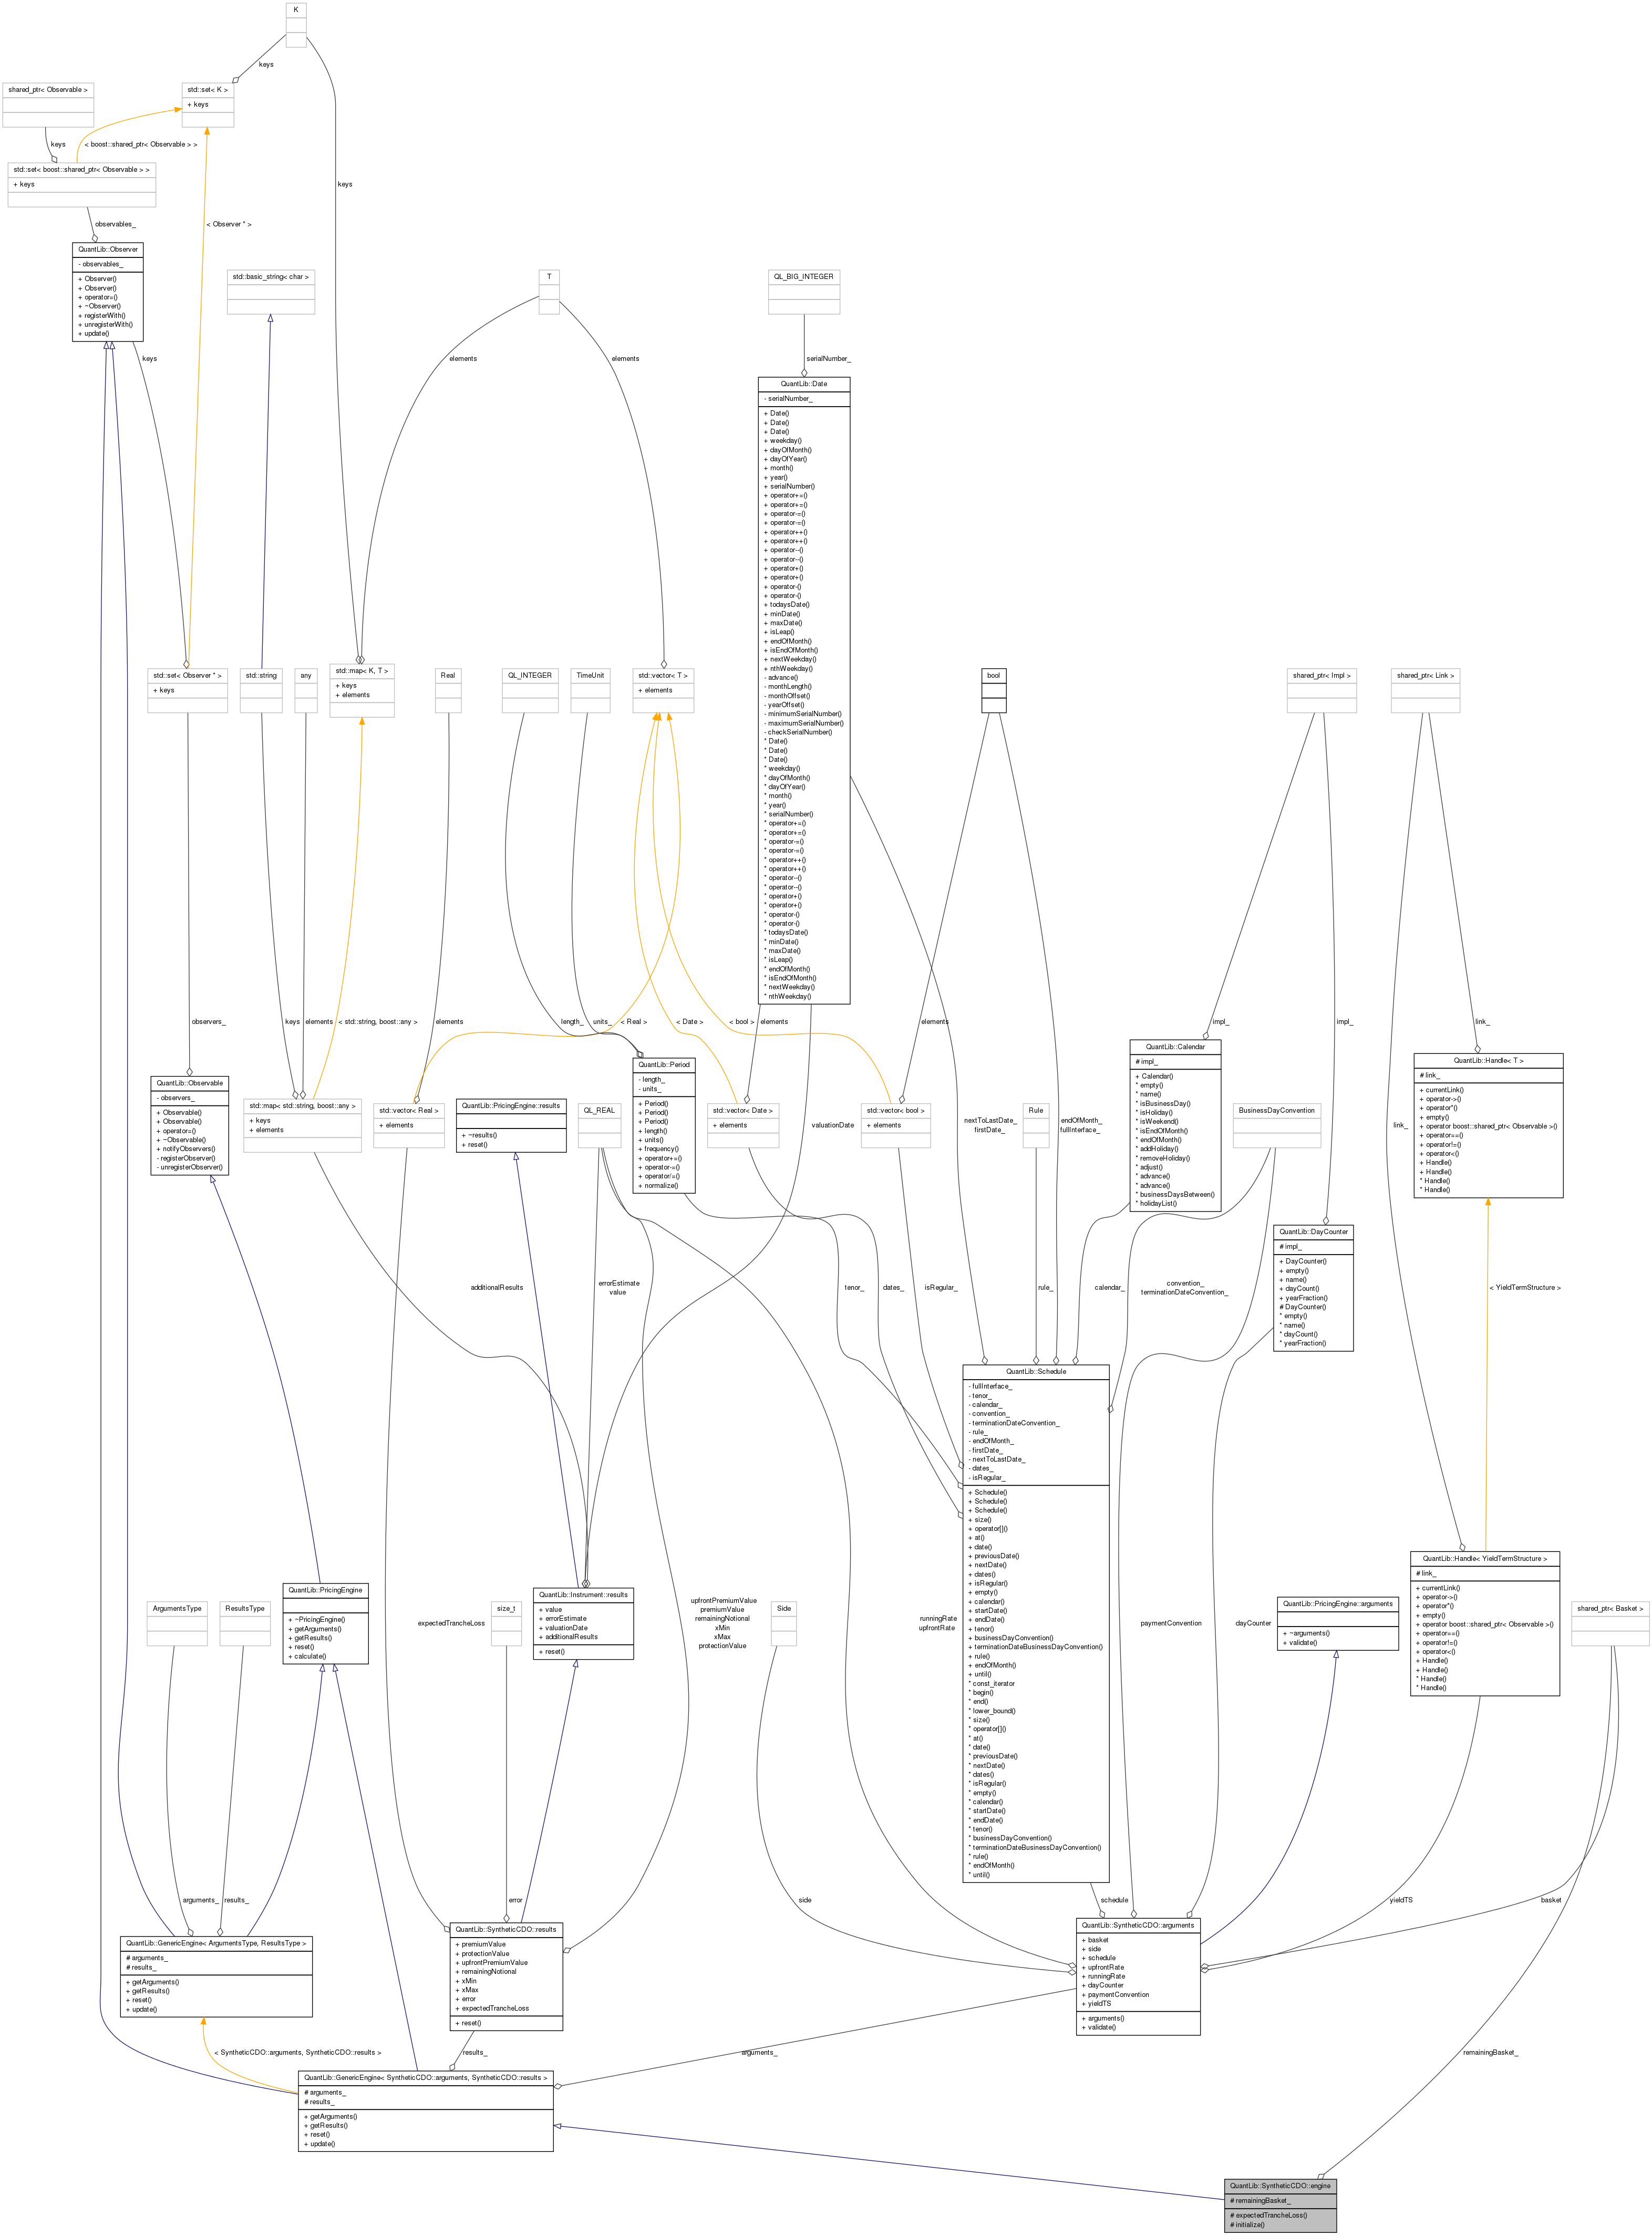 K
keys
shared_ptr< Observable >
std::set< K >
+ keys
keys
< boost::shared_ptr< Observable > >
std::set< boost::shared_ptr< Observable > >
+ keys
keys
observables_
< Observer * >
QuantLib::Observer
- observables_
+ Observer()
+ Observer()
+ operator=()
+ ~Observer()
+ registerWith()
+ unregisterWith()
+ update()
std::basic_string< char >
T
QL_BIG_INTEGER
keys
elements
elements
serialNumber_
QuantLib::Date
- serialNumber_
+ Date()
+ Date()
+ Date()
+ weekday()
+ dayOfMonth()
+ dayOfYear()
+ month()
+ year()
+ serialNumber()
+ operator+=()
+ operator+=()
+ operator-=()
+ operator-=()
+ operator++()
+ operator++()
+ operator--()
+ operator--()
+ operator+()
+ operator+()
+ operator-()
+ operator-()
+ todaysDate()
+ minDate()
+ maxDate()
+ isLeap()
+ endOfMonth()
+ isEndOfMonth()
+ nextWeekday()
+ nthWeekday()
- advance()
- monthLength()
- monthOffset()
- yearOffset()
- minimumSerialNumber()
- maximumSerialNumber()
- checkSerialNumber()
* Date()
* Date()
* Date()
* weekday()
* dayOfMonth()
* dayOfYear()
* month()
* year()
* serialNumber()
* operator+=()
* operator+=()
* operator-=()
* operator-=()
* operator++()
* operator++()
* operator--()
* operator--()
* operator+()
* operator+()
* operator-()
* operator-()
* todaysDate()
* minDate()
* maxDate()
* isLeap()
* endOfMonth()
* isEndOfMonth()
* nextWeekday()
* nthWeekday()
std::set< Observer * >
+ keys
std::string
any
std::map< K, T >
+ keys
+ elements
Real
QL_INTEGER
TimeUnit
std::vector< T >
+ elements
bool
shared_ptr< Impl >
shared_ptr< Link >
observers_
keys
elements
< std::string, boost::any >
elements
length_
units_
< Real >
< Date >
elements
< bool >
elements
impl_
impl_
link_
QuantLib::Observable
- observers_
+ Observable()
+ Observable()
+ operator=()
+ ~Observable()
+ notifyObservers()
- registerObserver()
- unregisterObserver()
std::map< std::string, boost::any >
+ keys
+ elements
std::vector< Real >
+ elements
QuantLib::PricingEngine::results
+ ~results()
+ reset()
QL_REAL
QuantLib::Period
- length_
- units_
+ Period()
+ Period()
+ Period()
+ length()
+ units()
+ frequency()
+ operator+=()
+ operator-=()
+ operator/=()
+ normalize()
std::vector< Date >
+ elements
valuationDate
std::vector< bool >
+ elements
nextToLastDate_
firstDate_
Rule
endOfMonth_
fullInterface_
QuantLib::Calendar
# impl_
+ Calendar()
* empty()
* name()
* isBusinessDay()
* isHoliday()
* isWeekend()
* isEndOfMonth()
* endOfMonth()
* addHoliday()
* removeHoliday()
* adjust()
* advance()
* advance()
* businessDaysBetween()
* holidayList()
BusinessDayConvention
link_
QuantLib::Handle< T >
# link_
+ currentLink()
+ operator->()
+ operator*()
+ empty()
+ operator boost::shared_ptr< Observable >()
+ operator==()
+ operator!=()
+ operator<()
+ Handle()
+ Handle()
* Handle()
* Handle()
QuantLib::DayCounter
# impl_
+ DayCounter()
+ empty()
+ name()
+ dayCount()
+ yearFraction()
# DayCounter()
* empty()
* name()
* dayCount()
* yearFraction()
additionalResults
errorEstimate
value
tenor_
dates_
isRegular_
rule_
calendar_
convention_
terminationDateConvention_
< YieldTermStructure >
QuantLib::Schedule
- fullInterface_
- tenor_
- calendar_
- convention_
- terminationDateConvention_
- rule_
- endOfMonth_
- firstDate_
- nextToLastDate_
- dates_
- isRegular_
+ Schedule()
+ Schedule()
+ Schedule()
+ size()
+ operator[]()
+ at()
+ date()
+ previousDate()
+ nextDate()
+ dates()
+ isRegular()
+ empty()
+ calendar()
+ startDate()
+ endDate()
+ tenor()
+ businessDayConvention()
+ terminationDateBusinessDayConvention()
+ rule()
+ endOfMonth()
+ until()
* const_iterator
* begin()
* end()
* lower_bound()
* size()
* operator[]()
* at()
* date()
* previousDate()
* nextDate()
* dates()
* isRegular()
* empty()
* calendar()
* startDate()
* endDate()
* tenor()
* businessDayConvention()
* terminationDateBusinessDayConvention()
* rule()
* endOfMonth()
* until()
QuantLib::Handle< YieldTermStructure >
# link_
+ currentLink()
+ operator->()
+ operator*()
+ empty()
+ operator boost::shared_ptr< Observable >()
+ operator==()
+ operator!=()
+ operator<()
+ Handle()
+ Handle()
* Handle()
* Handle()
ArgumentsType
ResultsType
QuantLib::PricingEngine
+ ~PricingEngine()
+ getArguments()
+ getResults()
+ reset()
+ calculate()
expectedTrancheLoss
size_t
QuantLib::Instrument::results
+ value
+ errorEstimate
+ valuationDate
+ additionalResults
+ reset()
upfrontPremiumValue
premiumValue
remainingNotional
xMin
xMax
protectionValue
Side
runningRate
upfrontRate
paymentConvention
dayCounter
QuantLib::PricingEngine::arguments
+ ~arguments()
+ validate()
shared_ptr< Basket >
arguments_
results_
error
side
schedule
yieldTS
basket
QuantLib::GenericEngine< ArgumentsType, ResultsType >
# arguments_
# results_
+ getArguments()
+ getResults()
+ reset()
+ update()
QuantLib::SyntheticCDO::results
+ premiumValue
+ protectionValue
+ upfrontPremiumValue
+ remainingNotional
+ xMin
+ xMax
+ error
+ expectedTrancheLoss
+ reset()
QuantLib::SyntheticCDO::arguments
+ basket
+ side
+ schedule
+ upfrontRate
+ runningRate
+ dayCounter
+ paymentConvention
+ yieldTS
+ arguments()
+ validate()
< SyntheticCDO::arguments, SyntheticCDO::results >
results_
arguments_
remainingBasket_
QuantLib::GenericEngine< SyntheticCDO::arguments, SyntheticCDO::results >
# arguments_
# results_
+ getArguments()
+ getResults()
+ reset()
+ update()
QuantLib::SyntheticCDO::engine
# remainingBasket_
# expectedTrancheLoss()
# initialize()